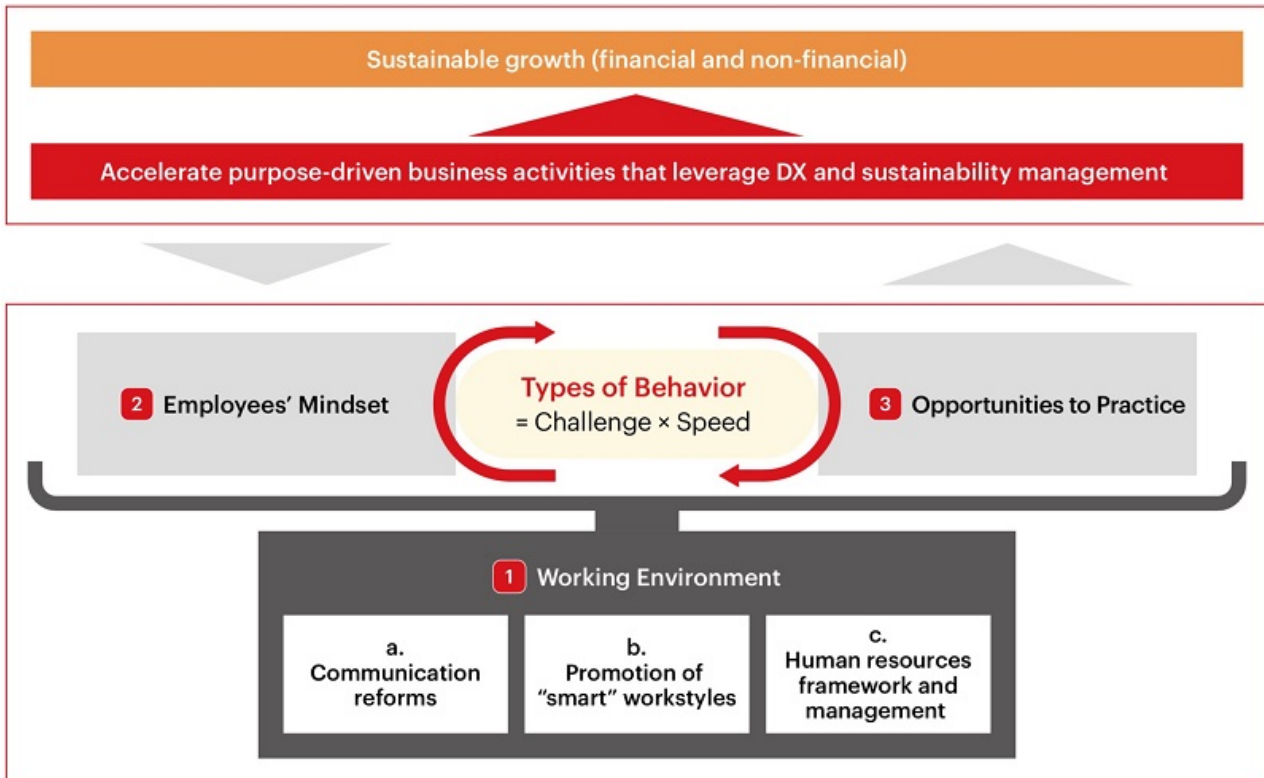 Sustainable growth (financial and non-financial)
Accelerate purpose-driven business activities that leverage DX and sustainability management
2 Employees’ Mindset
Types of Behavior
= Challenge × Speed
3 Opportunities to Practice
1 Working Environment
a.
Communication
reforms
b.
Promotion of
“smart” workstyles
c.
Human resources
framework and
management